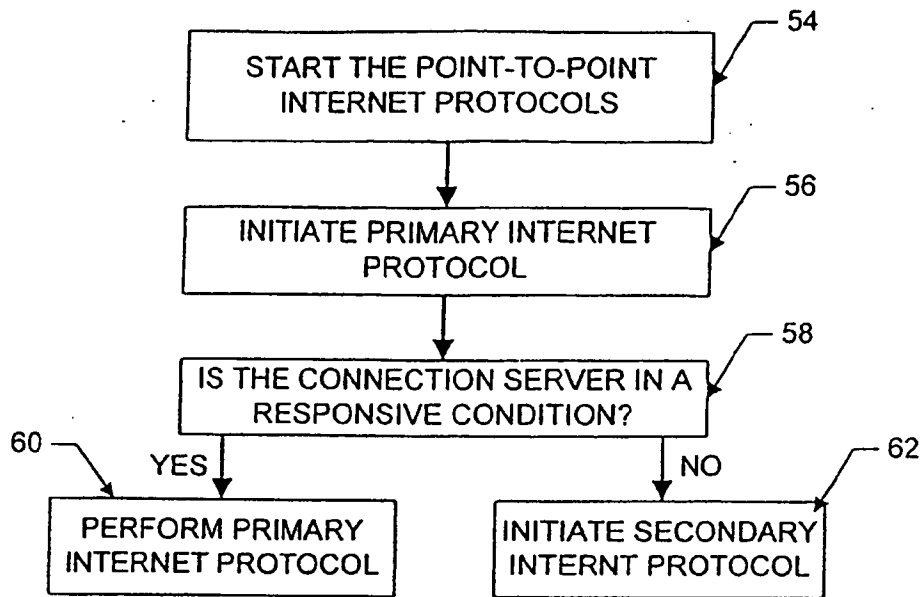 54
START THE POINT-TO-POINT
INTERNET PROTOCOLS
56
INITIATE PRIMARY INTERNET
PROTOCOL
58
IS THE CONNECTION SERVER IN A
RESPONSIVE CONDITION?
60
YES
NO
62
PERFORM PRIMARY
INTERNET PROTOCOL
INITIATE SECONDARY
INTERNT PROTOCOL